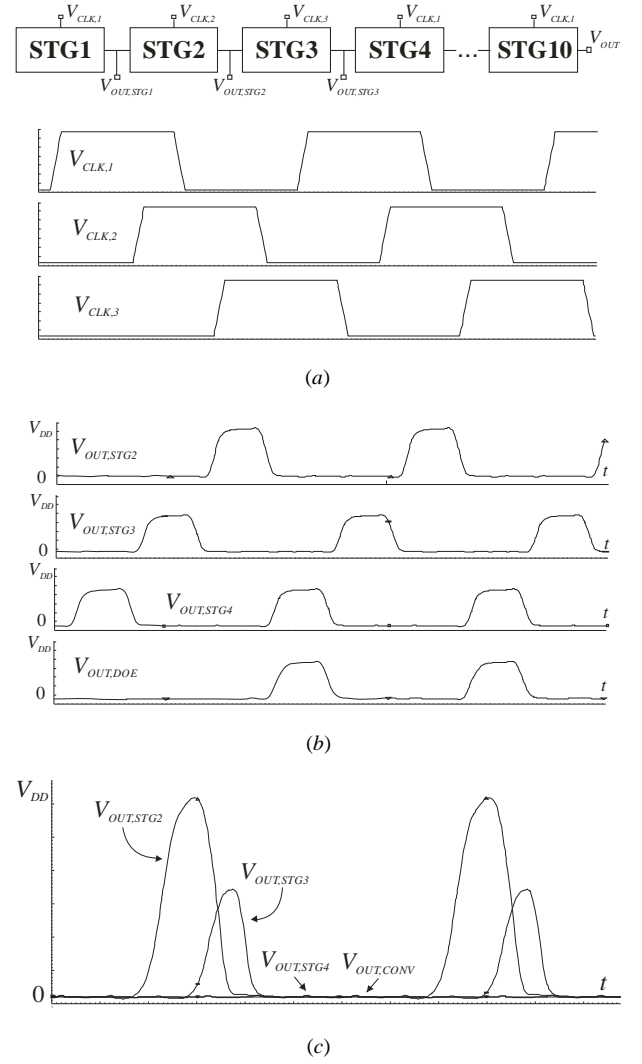 V_CLK,1 V_CLK,2 V_CLK,3 V_CLK,1 V_CLK,1
STG1 STG2 STG3 STG4 ... STG10 V_OUT
V_OUT,STG1 V_OUT,STG2 V_OUT,STG3
V_CLK,1
V_CLK,2
V_CLK,3
(a)
V_DD
V_OUT,STG2
0 t
V_DD
V_OUT,STG3
0 t
V_DD
V_OUT,STG4
0 t
V_DD
V_OUT,DOE
0 t
(b)
V_DD
V_OUT,STG2
V_OUT,STG3
V_OUT,STG4 V_OUT,CONV
0 t
(c)